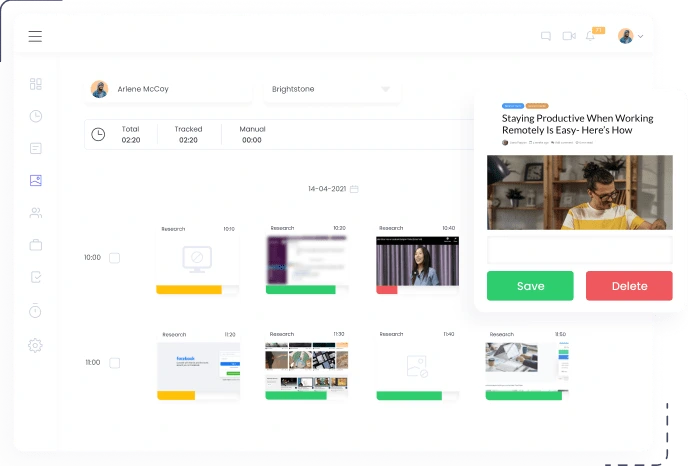 Arlene McCoy
Brightstone
Total
Tracked
Manual
02:20
02:20
00:00
14-04-2021
Staying Productive When Working
Remotely Is Easy- Here's How
Save
Delete
10:00
Research
10:10
Research
10:20
Research
10:40
11:00
Research
11:20
Research
11:30
Research
11:40
Research
11:50
facebook